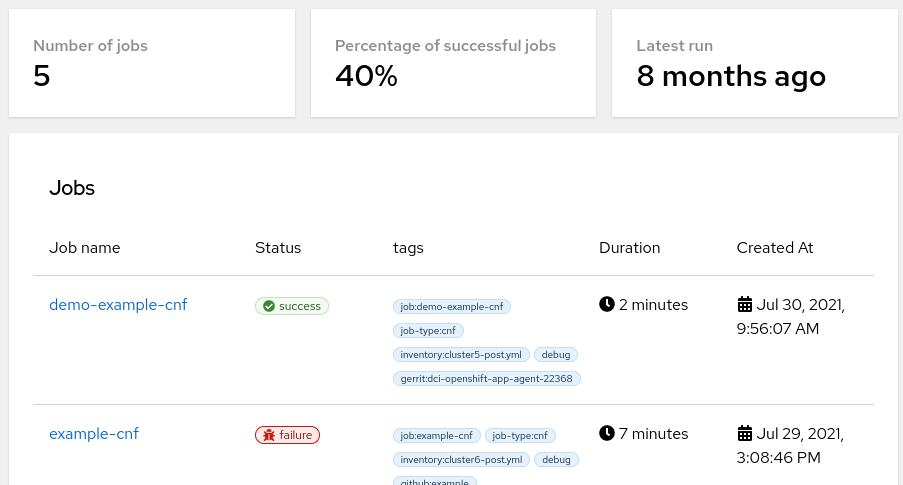 Number of jobs
5
Percentage of successful jobs
40%
Latest run
8 months ago
Jobs
Job name Status tags Duration Created At
demo-example-cnf success job:demo-example-cnf 2 minutes Jul 30, 2021,
job-type:cnf 9:56:07 AM
inventory:cluster5-post.yml debug
gerrit:dci-openshift-app-agent-22368
example-cnf failure job:example-cnf job-type:cnf 7 minutes Jul 29, 2021,
inventory:cluster6-post.yml debug 3:08:46 PM
github:example